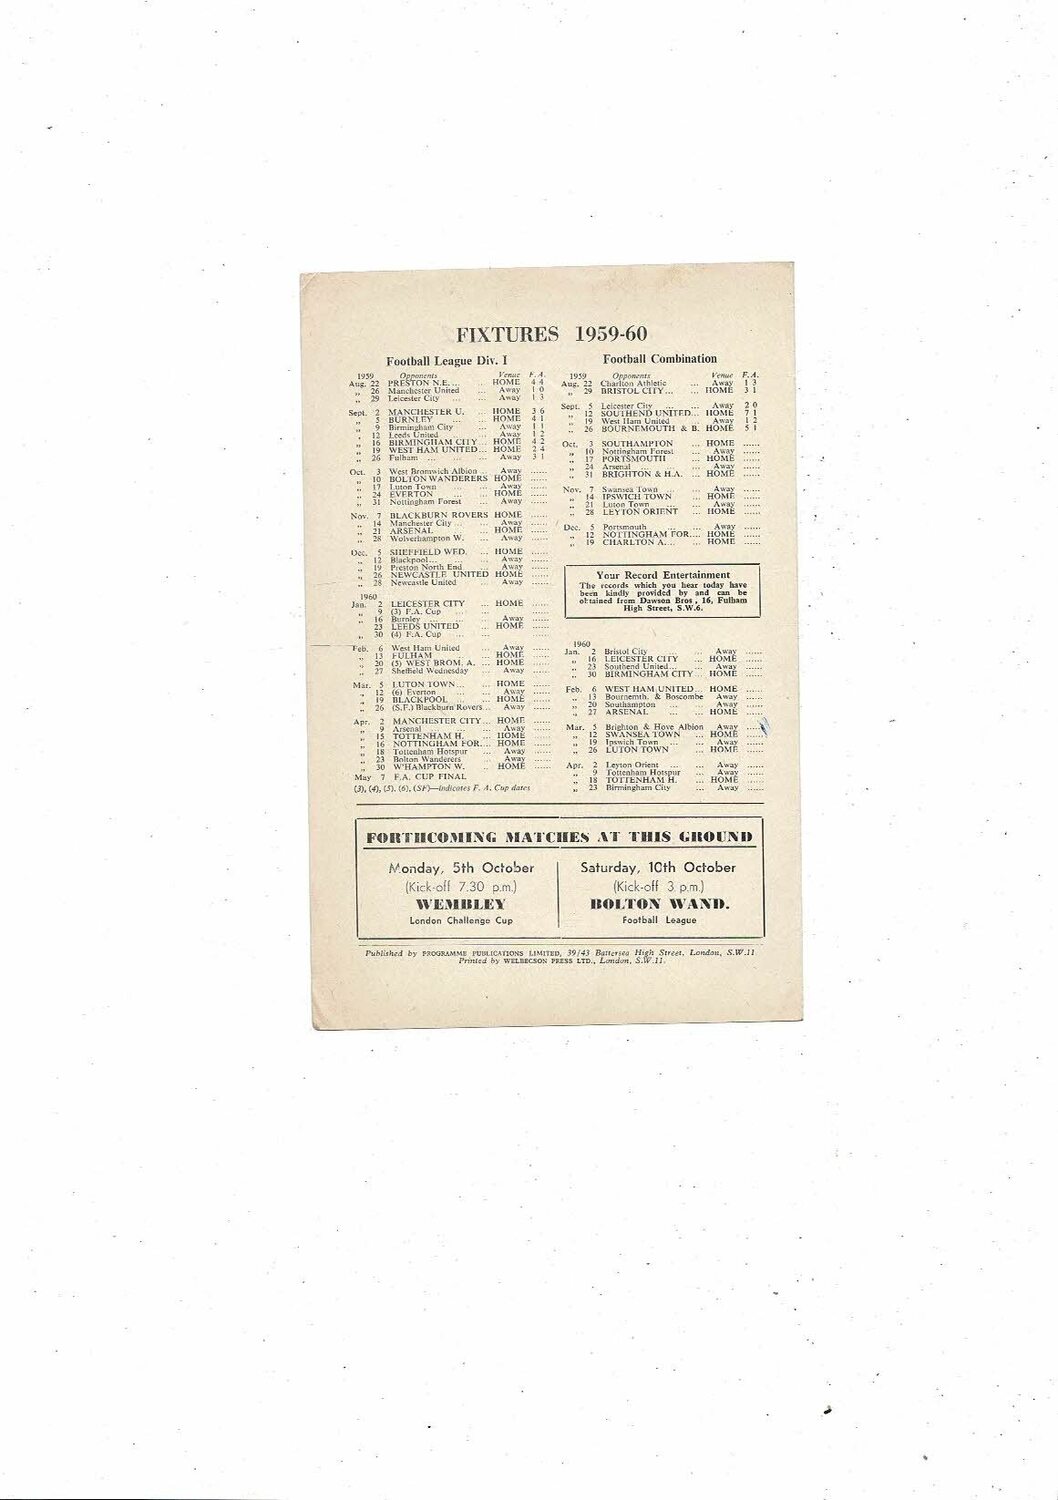 FIXTURES 1959-60
Football League Div. I
1959 Opponents Venue F. A.
Aug. 22 PRESTON N.E. ... ... HOME 4 4
„ 26 Manchester United ... Away 1 0
„ 29 Leicester City ... Away 1 3
Sept. 2 MANCHESTER U. ... HOME 3 6
„ 5 BURNLEY ... ... HOME 4 1
„ 9 Birmingham City ... Away 1 1
„ 12 Leeds United ... Away 1 2
„ 16 BIRMINGHAM CITY... HOME 4 2
„ 19 WEST HAM UNITED... HOME 2 4
„ 26 Fulham ... ... ... Away 3 1
Oct. 3 West Bromwich Albion ... Away ......
„ 10 BOLTON WANDERERS HOME ......
„ 17 Luton Town ... ... Away ......
„ 24 EVERTON ... ... HOME ......
„ 31 Nottingham Forest ... Away ......
Nov. 7 BLACKBURN ROVERS HOME ......
„ 14 Manchester City ... ... Away ......
„ 21 ARSENAL ... ... HOME ......
„ 28 Wolverhampton W. ... Away ......
Dec. 5 SHEFFIELD WED. ... HOME ......
„ 12 Blackpool ... ... ... Away ......
„ 19 Preston North End ... Away ......
„ 26 NEWCASTLE UNITED HOME ......
„ 28 Newcastle United ... Away ......
1960
Jan. 2 LEICESTER CITY ... HOME ......
„ 9 (3) F.A. Cup ... ... ......
„ 16 Burnley ... ... ... Away ......
23 LEEDS UNITED ... HOME ......
„ 30 (4) F.A. Cup ... ... ......
Feb. 6 West Ham United ... Away ......
„ 13 FULHAM ... ... HOME ......
„ 20 (5) WEST BROM. A. ... HOME ......
„ 27 Sheffield Wednesday ... Away ......
Mar. 5 LUTON TOWN ... ... HOME ......
„ 12 (6) Everton ... ... Away ......
„ 19 BLACKPOOL ... ... HOME ......
„ 26 (S.F.) Blackburn Rovers ... Away ......
Apr. 2 MANCHESTER CITY ... HOME ......
„ 9 Arsenal ... ... ... Away ......
„ 15 TOTTENHAM H. ... HOME ......
„ 16 NOTTINGHAM FOR. ... HOME ......
„ 18 Tottenham Hotspur ... Away ......
„ 23 Bolton Wanderers ... Away ......
„ 30 W'HAMPTON W. ... HOME ......
May 7 F.A. CUP FINAL
(3), (4), (5), (6), (SF)—indicates F. A. Cup dates
Football Combination
1959 Opponents Venue F. A.
Aug. 22 Charlton Athletic ... Away 1 3
„ 29 BRISTOL CITY ... ... HOME 3 1
Sept. 5 Leicester City ... ... Away 2 0
„ 12 SOUTHEND UNITED ... HOME 7 1
„ 19 West Ham United ... Away 1 2
„ 26 BOURNEMOUTH & B. HOME 5 1
Oct. 3 SOUTHAMPTON ... HOME ......
„ 10 Nottingham Forest ... Away ......
„ 17 PORTSMOUTH ... HOME ......
„ 24 Arsenal ... ... ... Away ......
„ 31 BRIGHTON & H.A. ... HOME ......
Nov. 7 Swansea Town ... ... Away ......
„ 14 IPSWICH TOWN ... HOME ......
„ 21 Luton Town ... ... Away ......
„ 28 LEYTON ORIENT ... HOME ......
Dec. 5 Portsmouth ... ... Away ......
„ 12 NOTTINGHAM FOR. ... HOME ......
„ 19 CHARLTON A. ... ... HOME ......
Your Record Entertainment
The records which you hear today have
been kindly provided by and can be
obtained from Dawson Bros., 16, Fulham
High Street, S.W.6.
1960
Jan. 2 Bristol City ... ... Away ......
„ 16 LEICESTER CITY ... HOME ......
„ 23 Southend United ... ... Away ......
„ 30 BIRMINGHAM CITY ... HOME ......
Feb. 6 WEST HAM UNITED ... HOME ......
„ 13 Bournemth. & Boscombe Away ......
„ 20 Southampton ... ... Away ......
„ 27 ARSENAL ... ... HOME ......
Mar. 5 Brighton & Hove Albion Away ......
„ 12 SWANSEA TOWN ... HOME ......
„ 19 Ipswich Town ... ... Away ......
„ 26 LUTON TOWN ... HOME ......
Apr. 2 Leyton Orient ... ... Away ......
„ 9 Tottenham Hotspur ... Away ......
„ 18 TOTTENHAM H. ... HOME ......
„ 23 Birmingham City ... Away ......
FORTHCOMING MATCHES AT THIS GROUND
Monday, 5th October
(Kick-off 7.30 p.m.)
WEMBLEY
London Challenge Cup
Saturday, 10th October
(Kick-off 3 p.m.)
BOLTON WAND.
Football League
Published by PROGRAMME PUBLICATIONS LIMITED, 39/43 Battersea High Street, London, S.W.11
Printed by WELBECSON PRESS LTD., London, S.W.11.